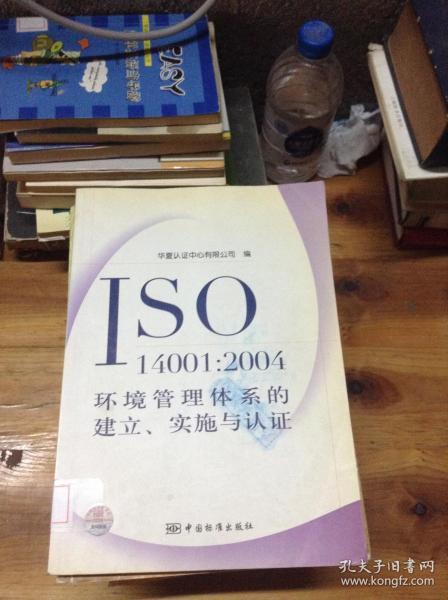 EASY
华夏认证中心有限公司 编
ISO
14001:2004
环境管理体系的
建立、实施与认证
中国标准出版社
孔夫子旧书网
www.kongfz.com